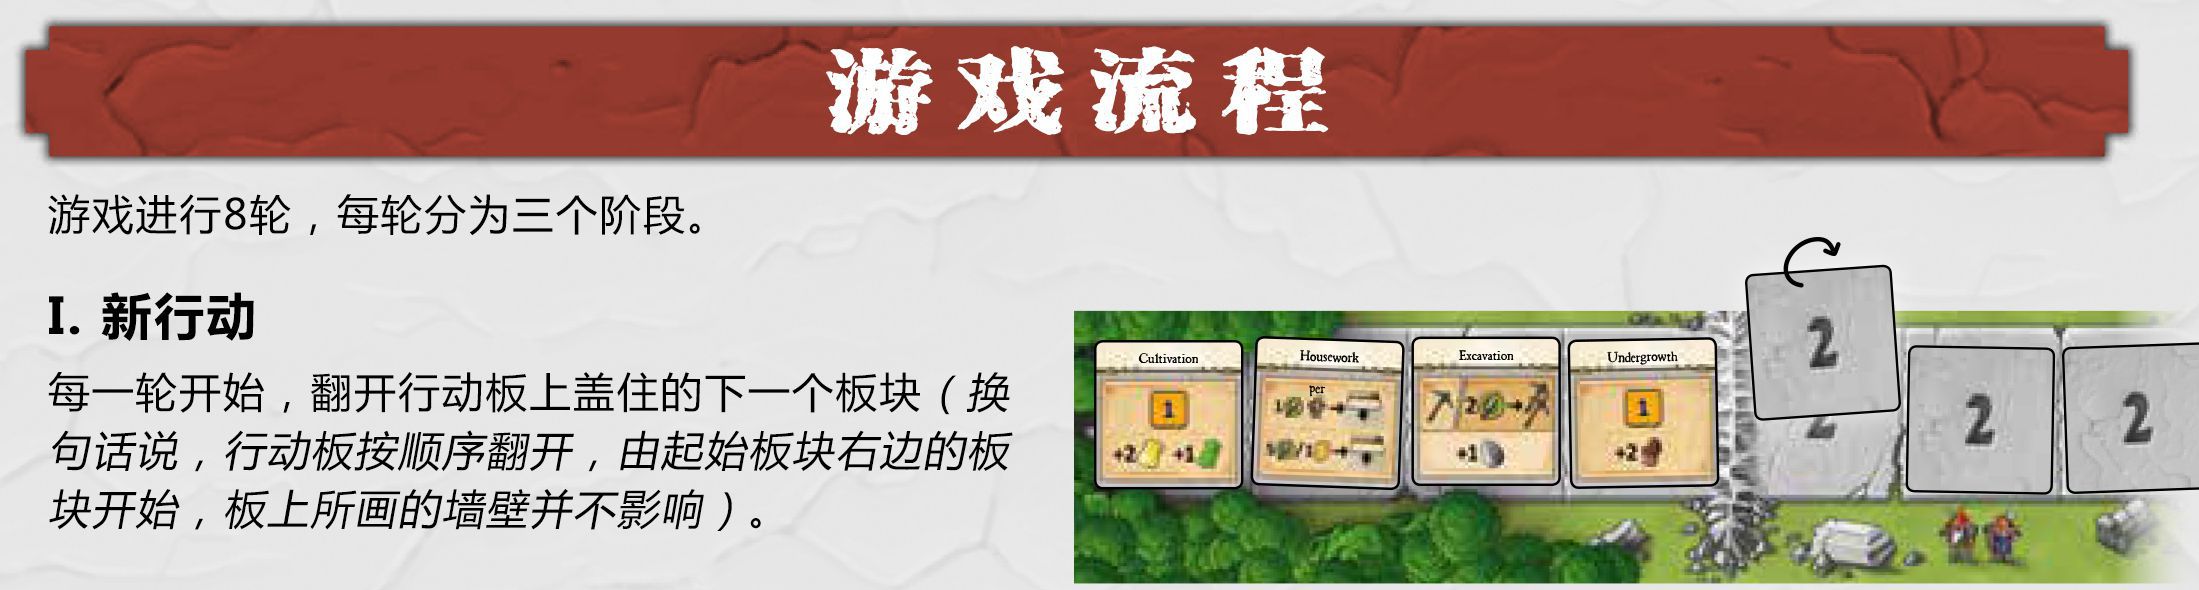 游戏流程
游戏进行8轮，每轮分为三个阶段。
I. 新行动
每一轮开始，翻开行动板上盖住的下一个板块（换
句话说，行动板按顺序翻开，由起始板块右边的板
块开始，板上所画的墙壁并不影响）。
Cultivation
1
+2 +1
Housework
per
1
1/1
Excavation
2
+1
Undergrowth
1
+2
2
2
2
2